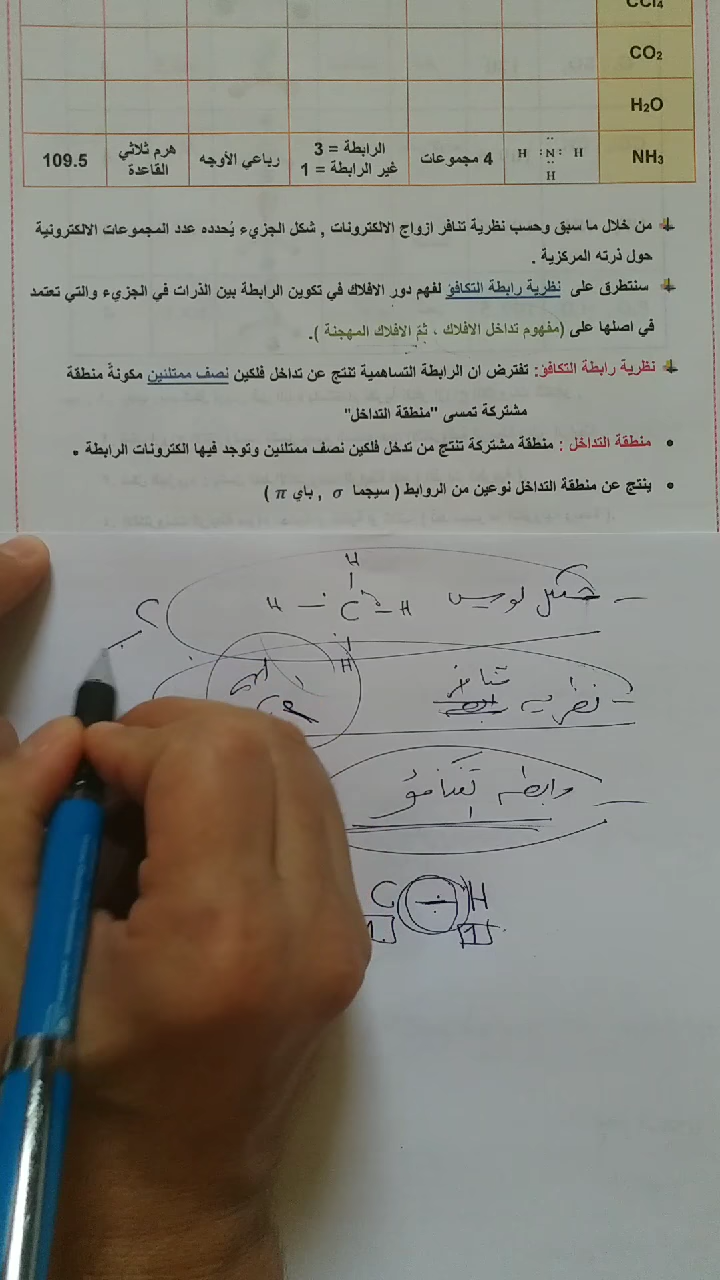 CCl₄
CO₂
H₂O
NH₃ H :N: H H 4 مجموعات الرابطة = 3 غير الرابطة = 1 رباعي الأوجه هرم ثلاثي القاعدة 109.5
من خلال ما سبق وحسب نظرية تنافر ازواج الالكترونات , شكل الجزيء يُحدده عدد المجموعات الالكترونية
حول ذرته المركزية .
سنتطرق على نظرية رابطة التكافؤ لفهم دور الافلاك في تكوين الرابطة بين الذرات في الجزيء والتي تعتمد
في اصلها على (مفهوم تداخل الافلاك ، ثمّ الافلاك المهجنة ).
نظرية رابطة التكافؤ: تفترض ان الرابطة التساهمية تنتج عن تداخل فلكين نصف ممتلئين مكونةً منطقة
مشتركة تمسى "منطقة التداخل"
• منطقة التداخل : منطقة مشتركة تنتج من تدخل فلكين نصف ممتلئين وتوجد فيها الكترونات الرابطة .
• ينتج عن منطقة التداخل نوعين من الروابط ( سيجما σ , باي π )
H
- شكل لويس H - C - H
H
- نظرية تنافر
- رابطة تكافؤ
C H
1 1